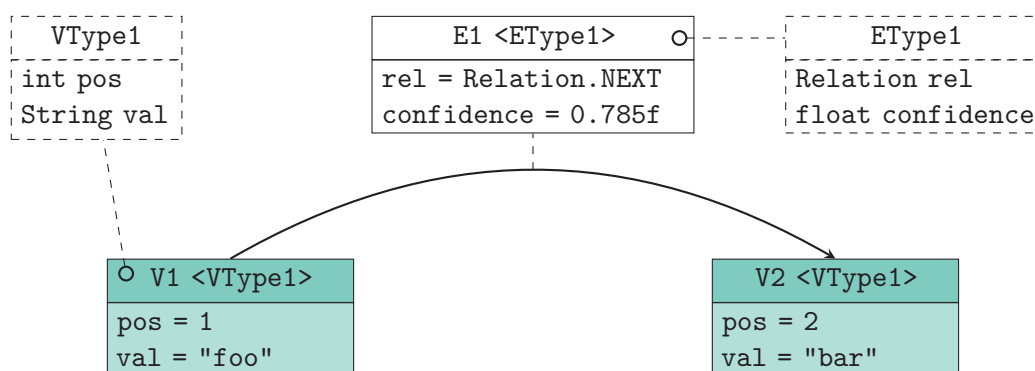 VType1
int pos
String val
E1 <EType1>
rel = Relation.NEXT
confidence = 0.785f
EType1
Relation rel
float confidence
V1 <VType1>
pos = 1
val = "foo"
V2 <VType1>
pos = 2
val = "bar"